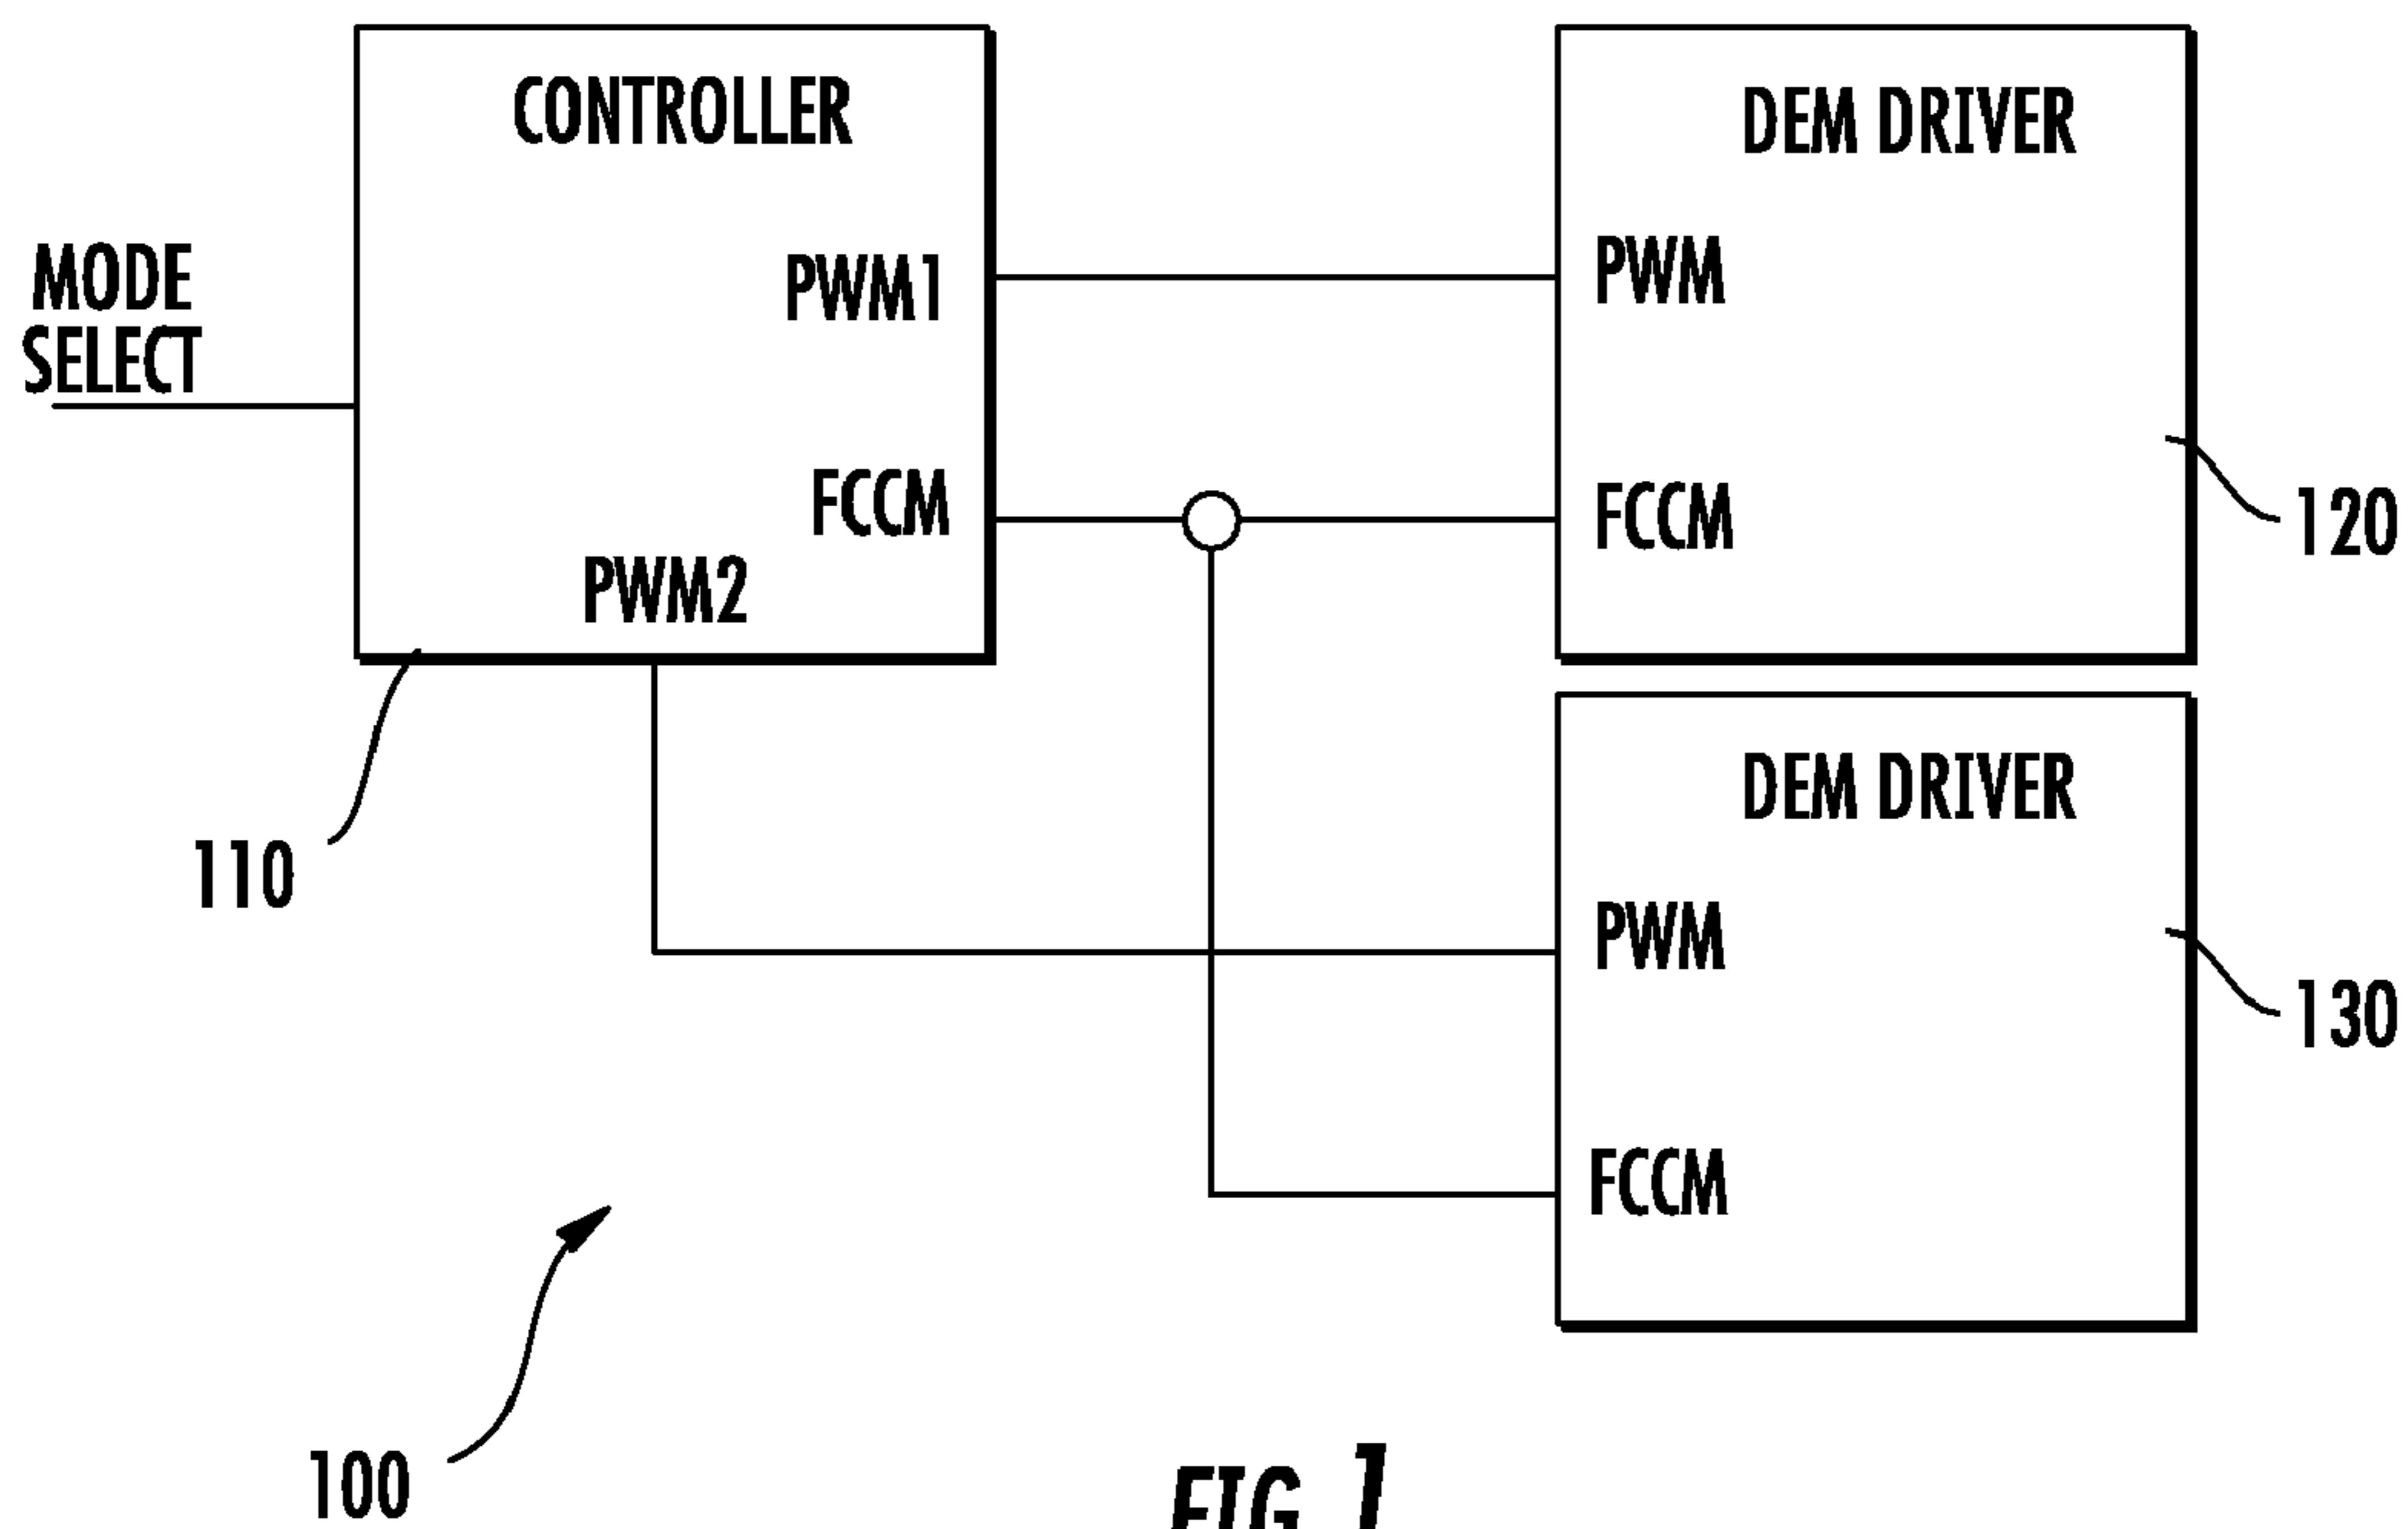 CONTROLLER
MODE
SELECT
PWM1
FCCM
PWM2
110
DEM DRIVER
PWM
FCCM
120
DEM DRIVER
PWM
FCCM
130
100
FIG. 1